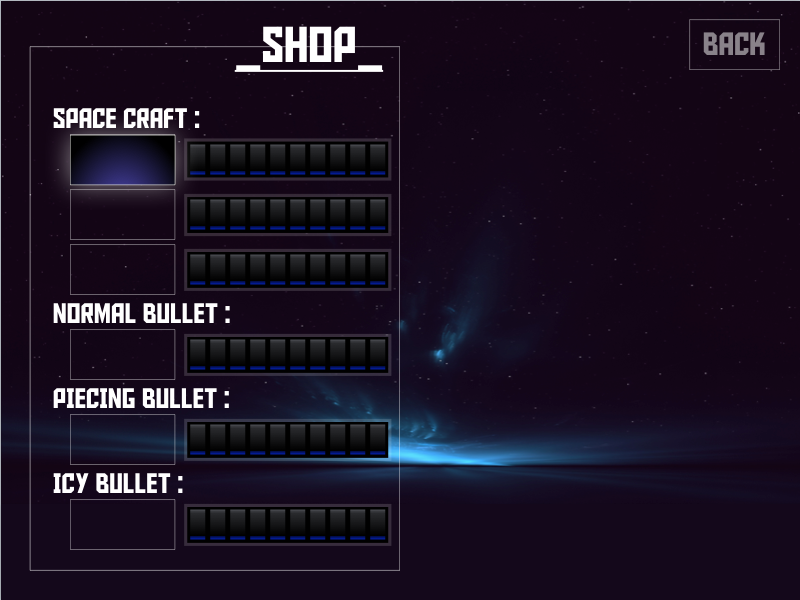 _SHOP_
BACK
SPACE CRAFT :
NORMAL BULLET :
PIECING BULLET :
ICY BULLET :